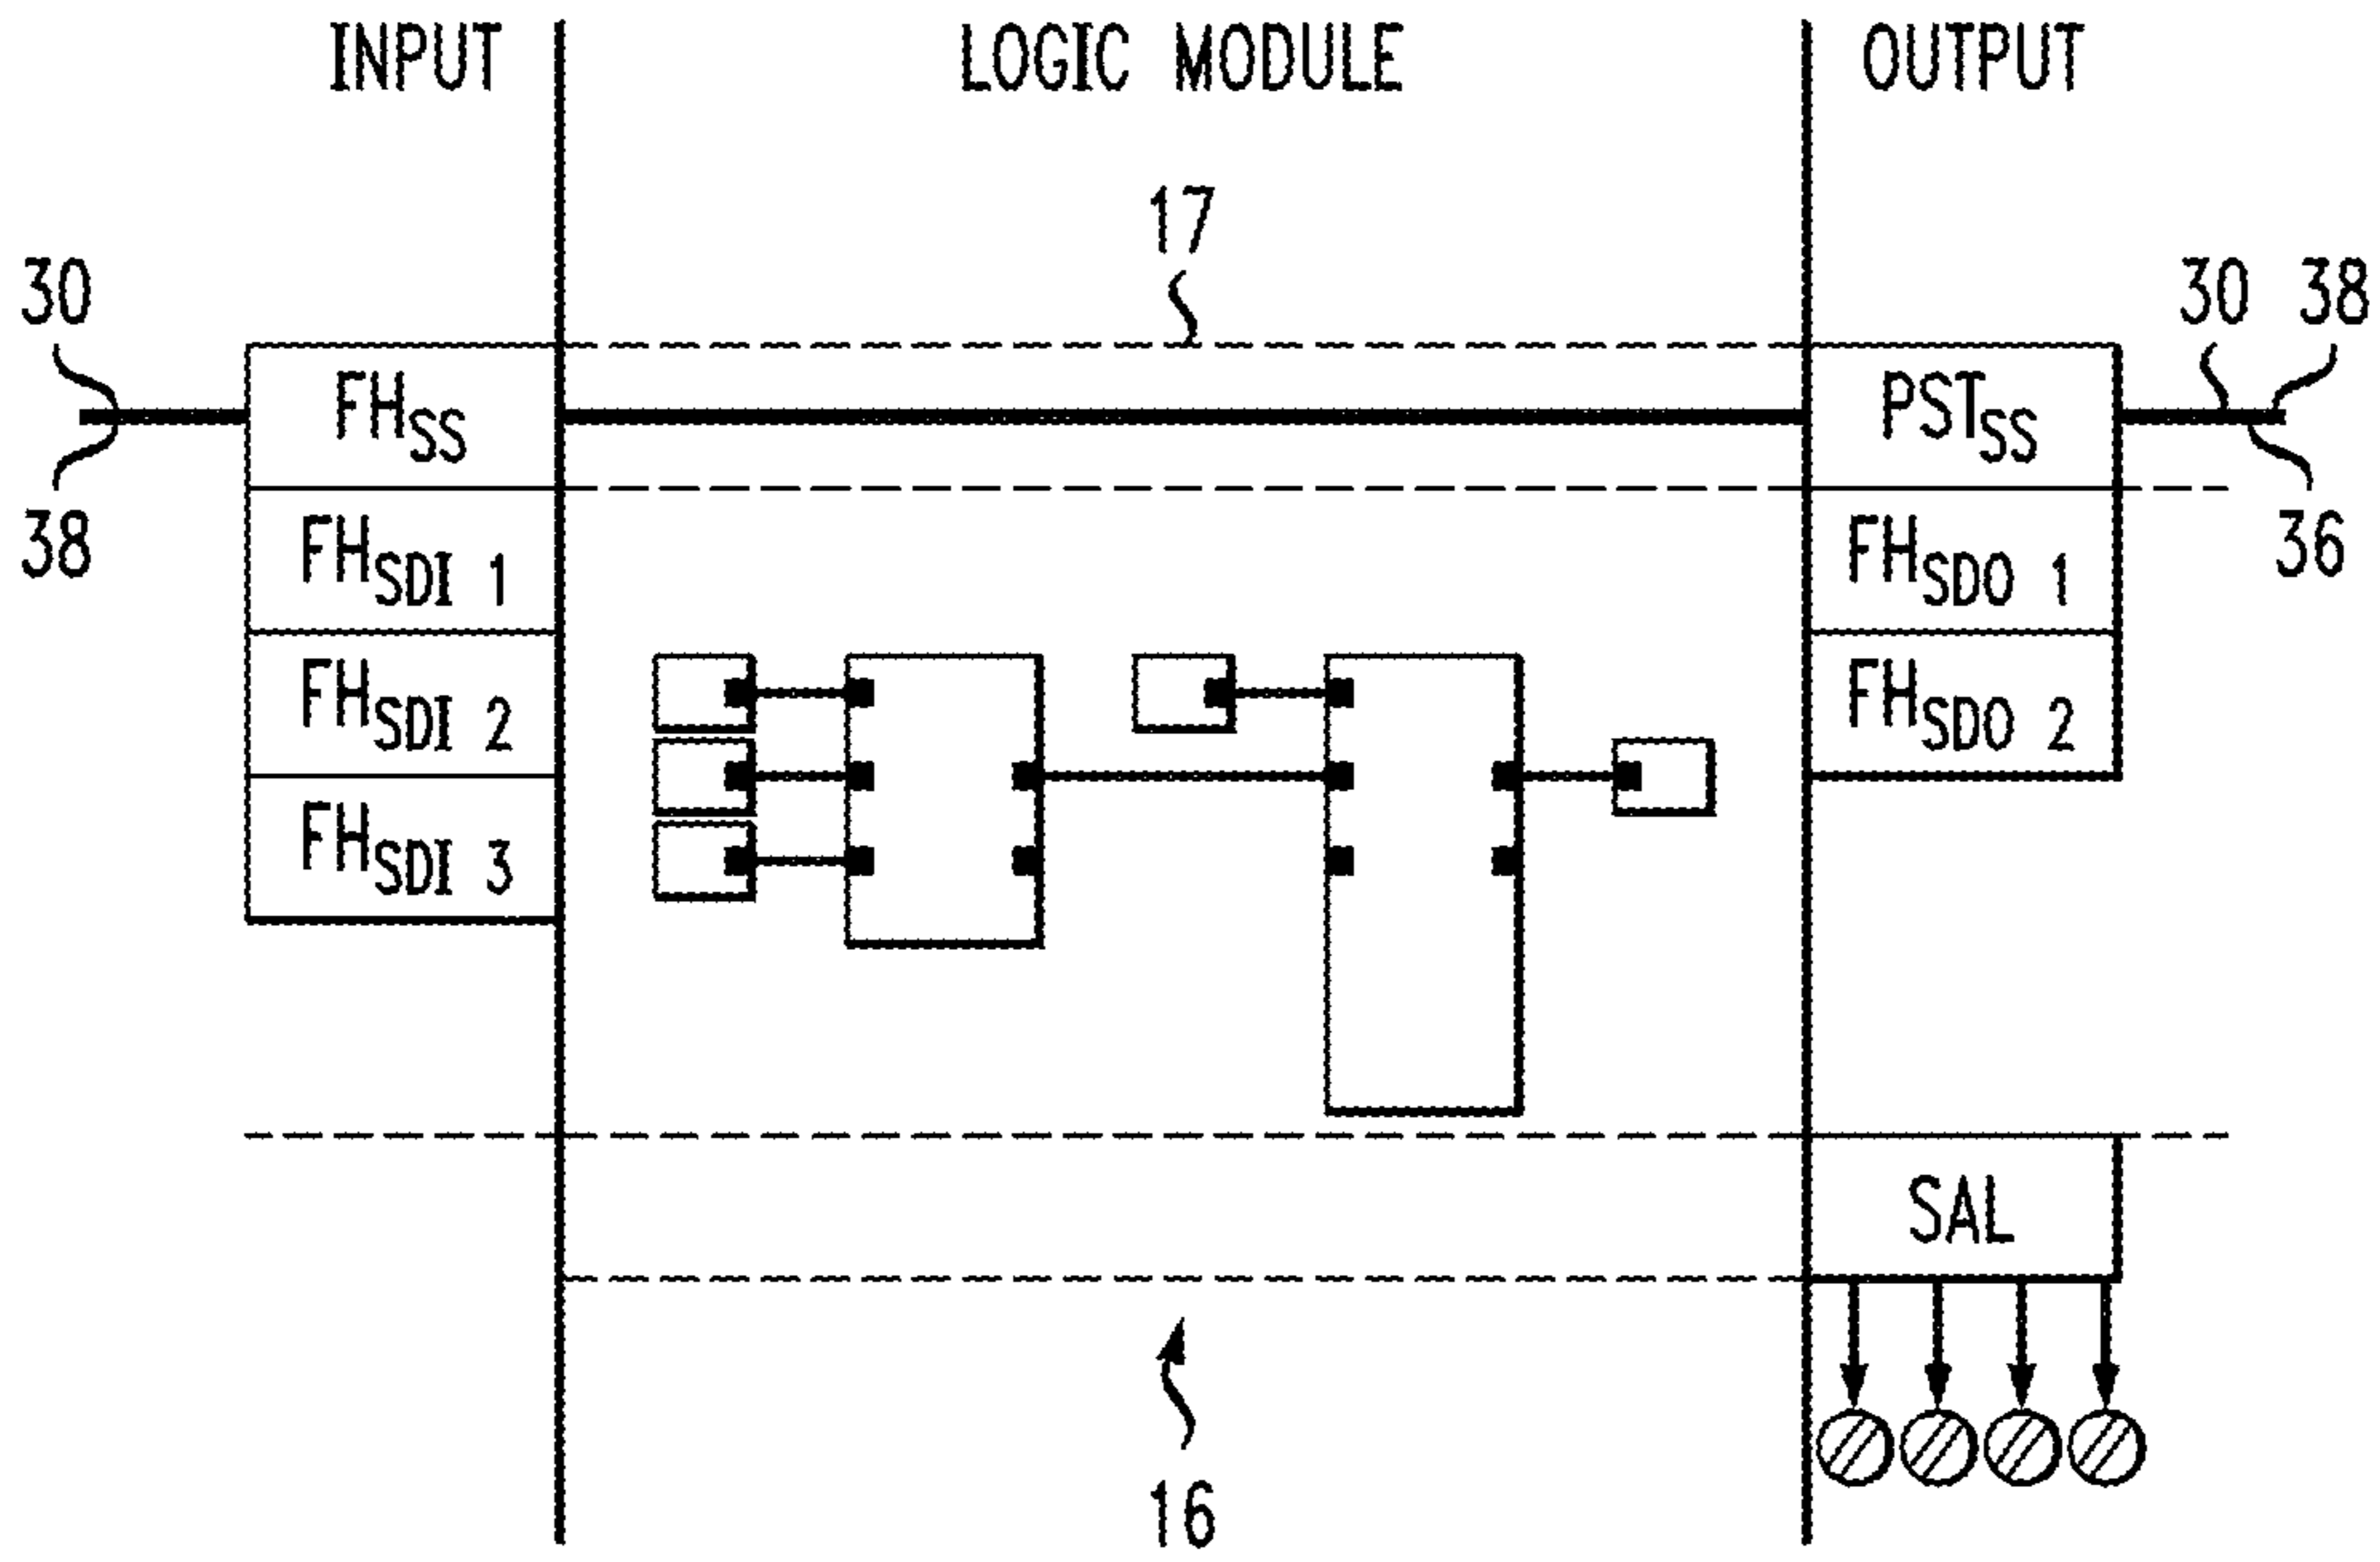 INPUT LOGIC MODULE OUTPUT
17
30 30 38
FHSS PSTSS
38 FHSDI 1 FHSDO 1 36
FHSDI 2 FHSDO 2
FHSDI 3
SAL
16